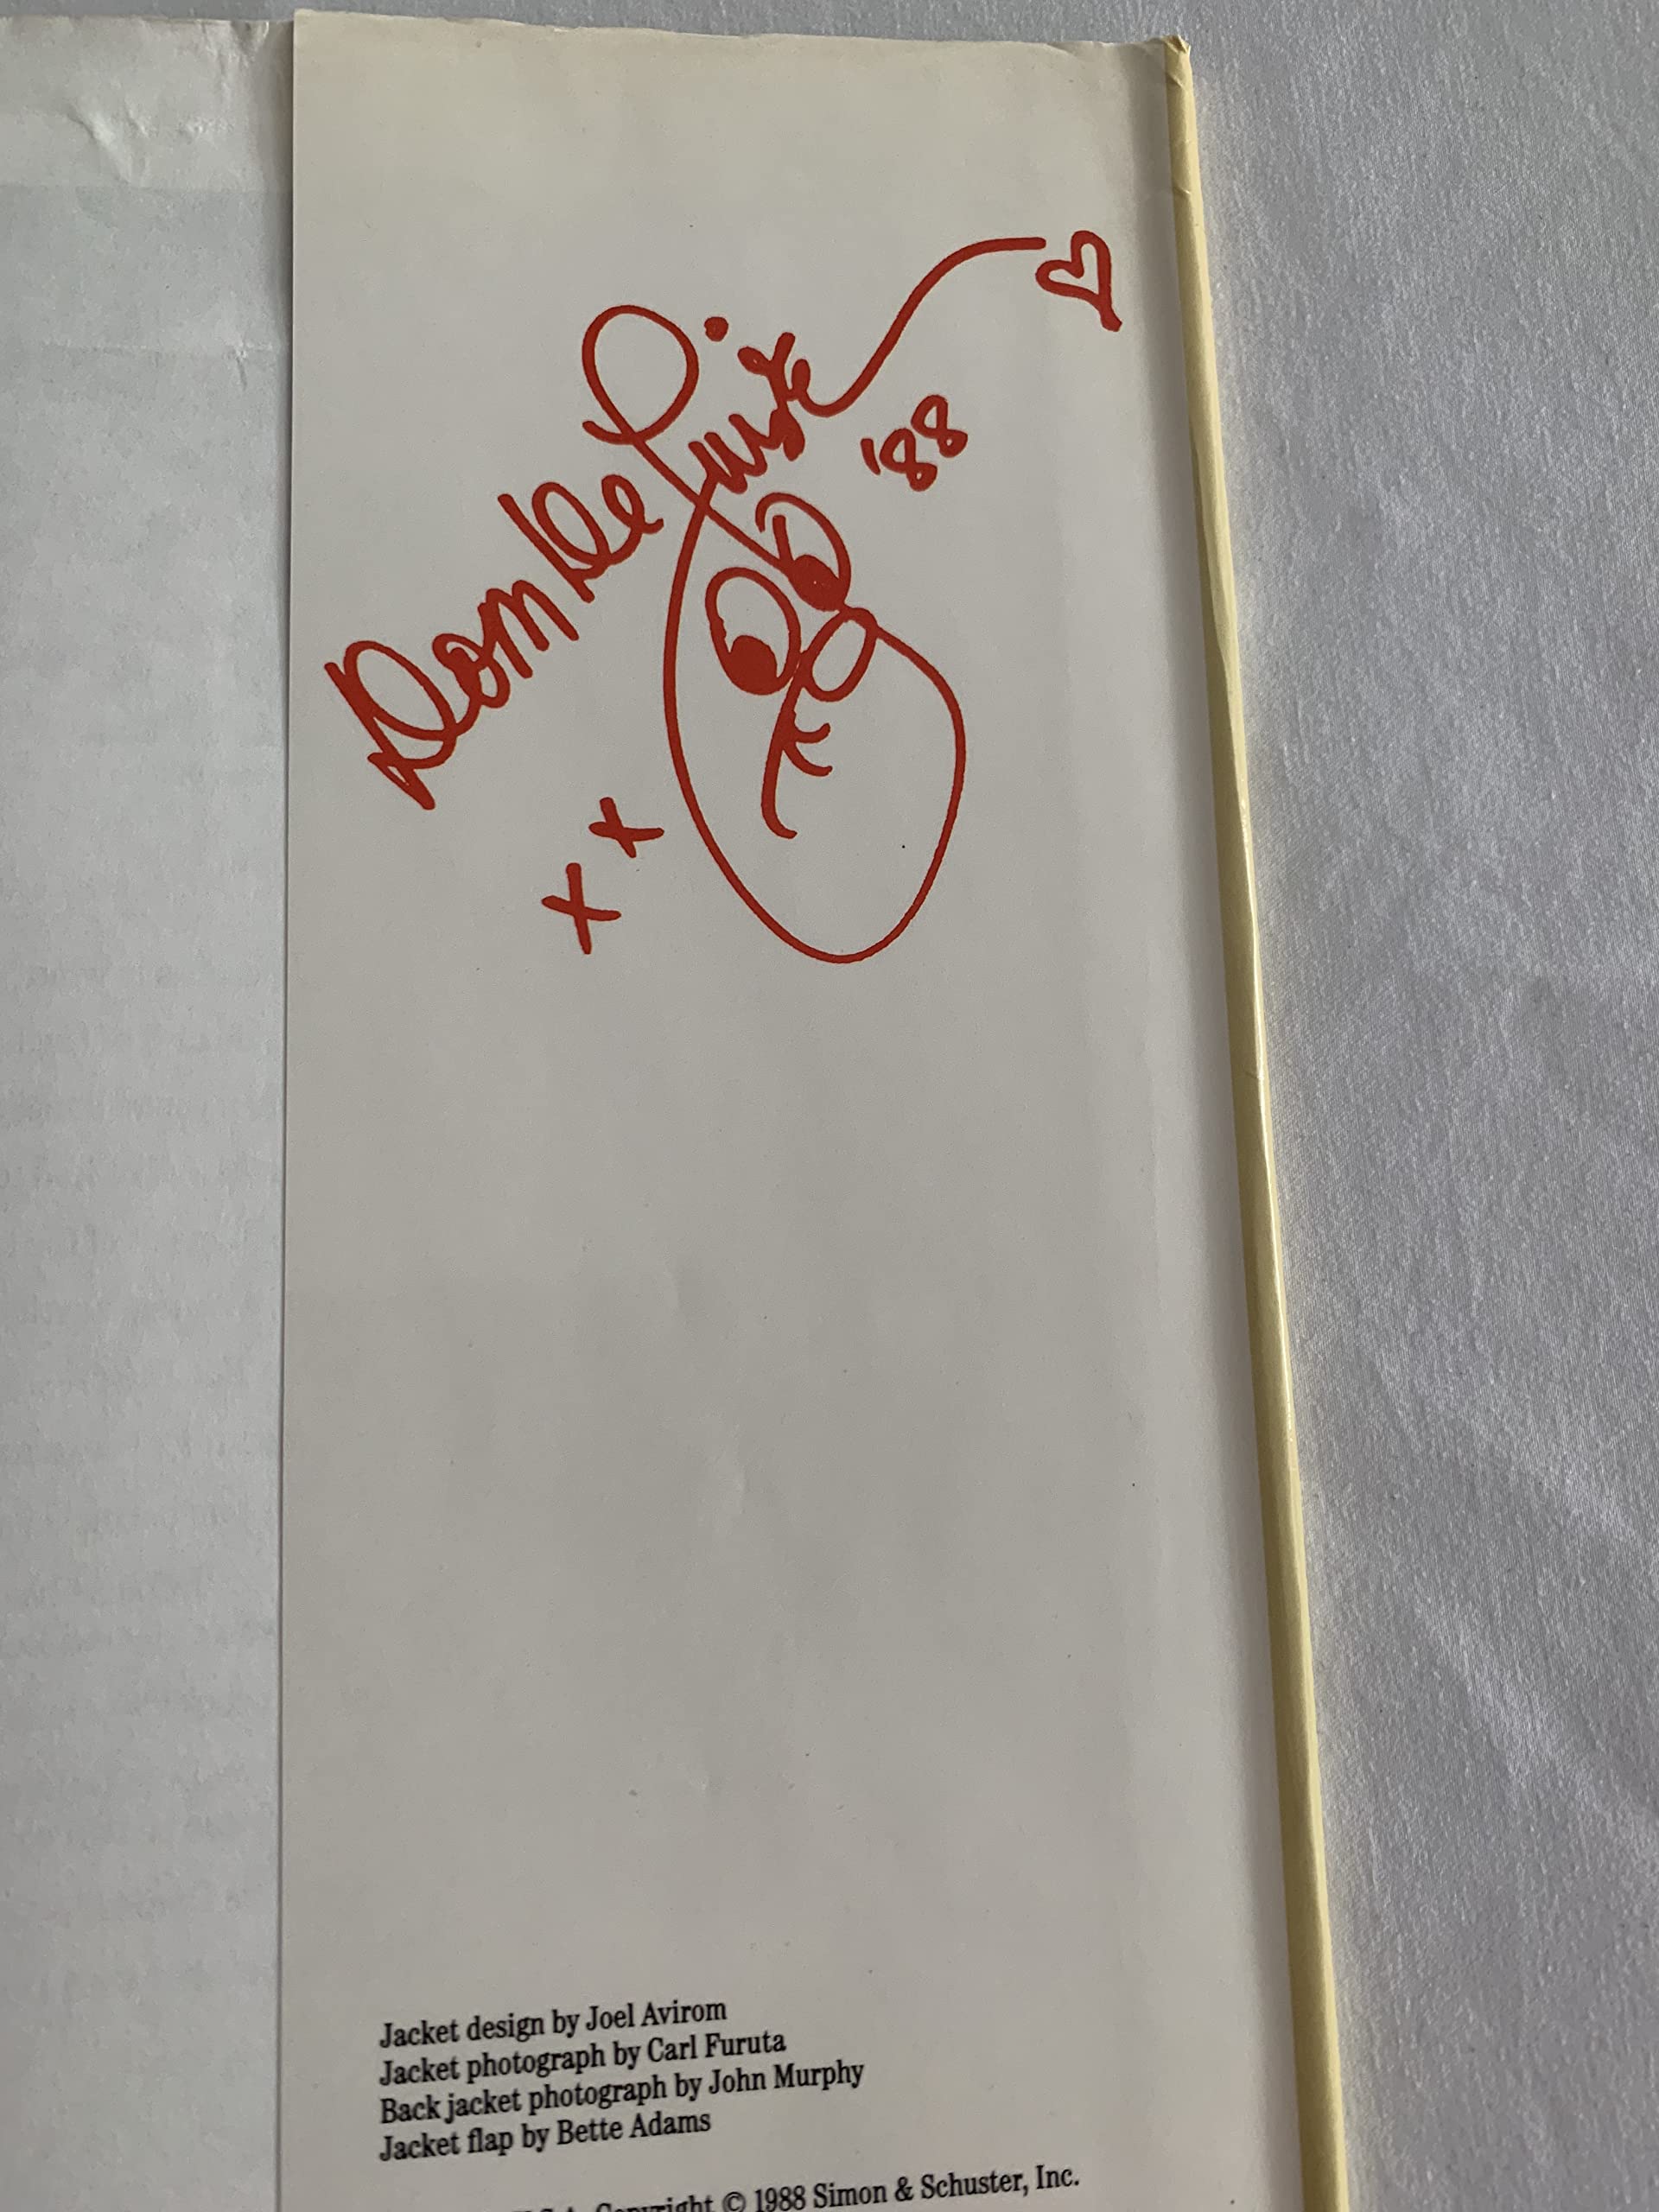 Dom DeLuise
'88
x x
Jacket design by Joel Avirom
Jacket photograph by Carl Furuta
Back jacket photograph by John Murphy
Jacket flap by Bette Adams
Copyright © 1988 Simon & Schuster, Inc.